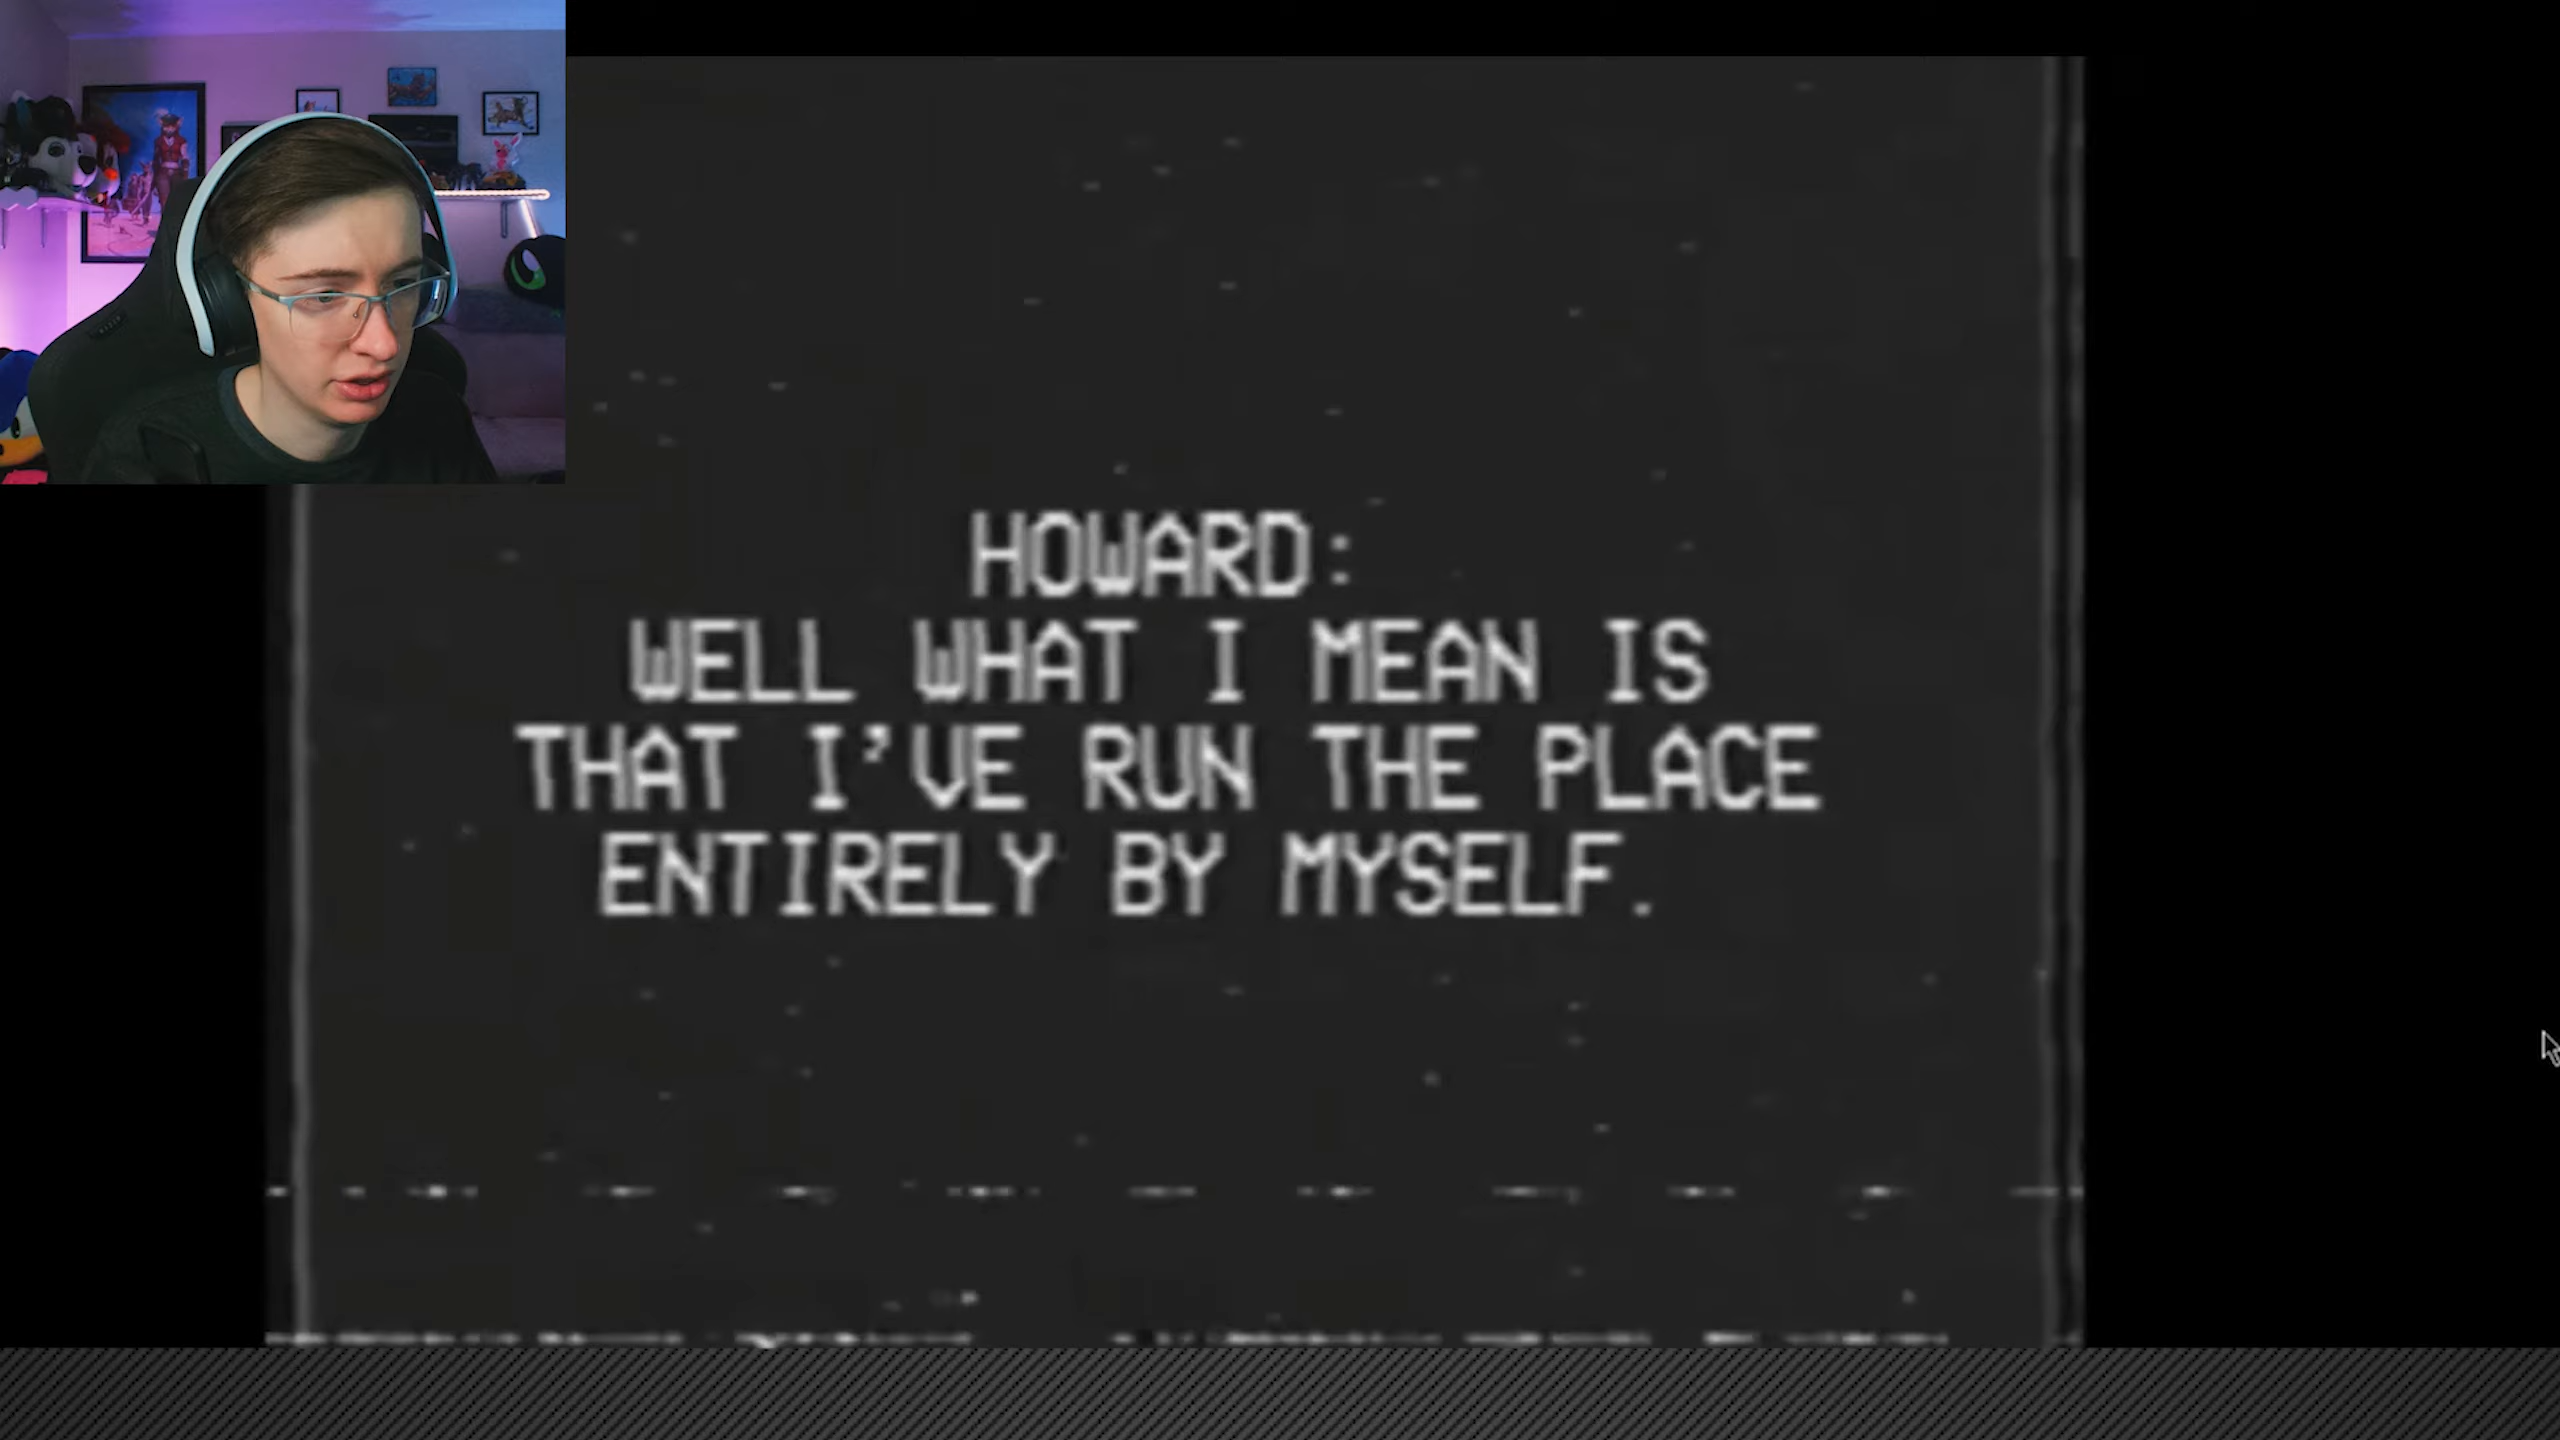 HOWARD:
WELL WHAT I MEAN IS
THAT I'VE RUN THE PLACE
ENTIRELY BY MYSELF.